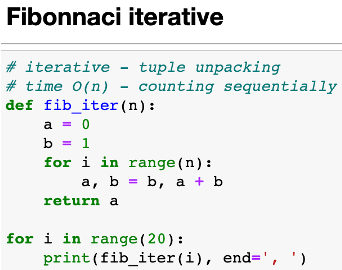 Fibonnaci iterative
# iterative - tuple unpacking
# time O(n) - counting sequentially
def fib_iter(n):
    a = 0
    b = 1
    for i in range(n):
        a, b = b, a + b
    return a
for i in range(20):
    print(fib_iter(i), end=', ')